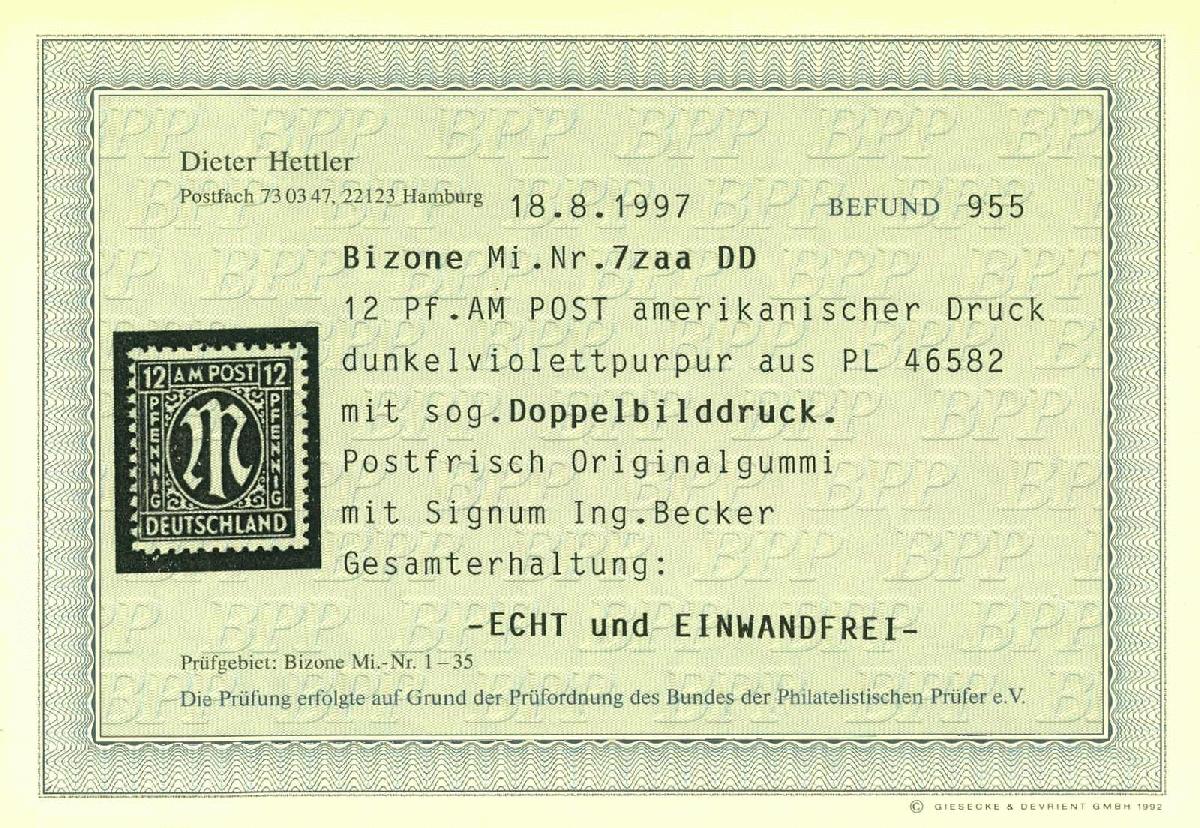 Dieter Hettler
Postfach 73 03 47, 22123 Hamburg
18.8.1997
BEFUND 955
Bizone Mi.Nr.7zaa DD
12 Pf.AM POST amerikanischer Druck
dunkelviolettpurpur aus PL 46582
mit sog.Doppelbilddruck.
Postfrisch Originalgummi
mit Signum Ing.Becker
Gesamterhaltung:
-ECHT und EINWANDFREI-
12 AM POST 12
PFENNIG
PFENNIG
DEUTSCHLAND
Prüfgebiet: Bizone Mi.-Nr. 1–35
Die Prüfung erfolgte auf Grund der Prüfordnung des Bundes der Philatelistischen Prüfer e.V.
© GIESECKE & DEVRIENT GMBH 1992